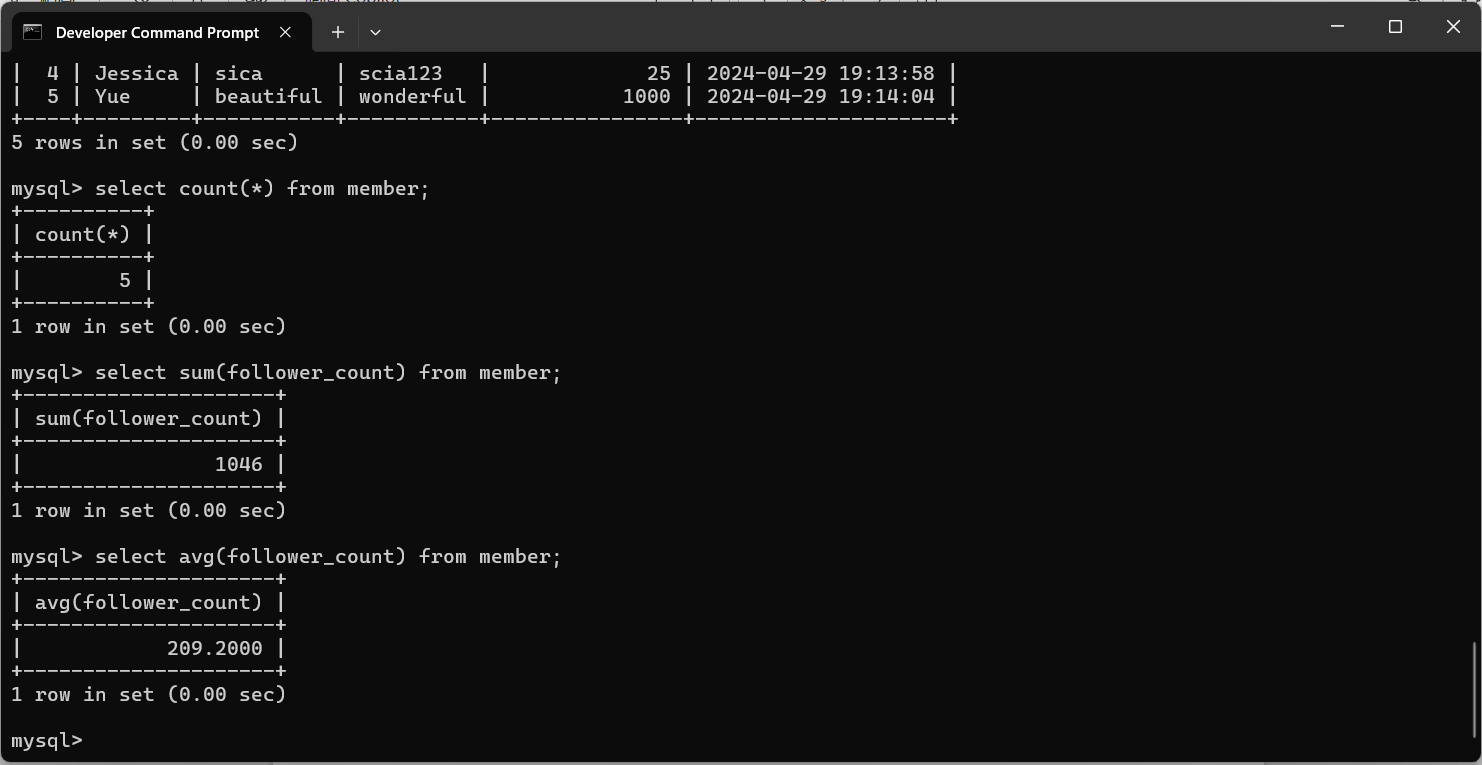 Developer Command Prompt
|  4 | Jessica | sica      | scia123   |             25 | 2024-04-29 19:13:58 |
|  5 | Yue     | beautiful | wonderful |           1000 | 2024-04-29 19:14:04 |
+----+---------+-----------+-----------+----------------+---------------------+
5 rows in set (0.00 sec)
mysql> select count(*) from member;
+----------+
| count(*) |
+----------+
|        5 |
+----------+
1 row in set (0.00 sec)
mysql> select sum(follower_count) from member;
+---------------------+
| sum(follower_count) |
+---------------------+
|                1046 |
+---------------------+
1 row in set (0.00 sec)
mysql> select avg(follower_count) from member;
+---------------------+
| avg(follower_count) |
+---------------------+
|            209.2000 |
+---------------------+
1 row in set (0.00 sec)
mysql>